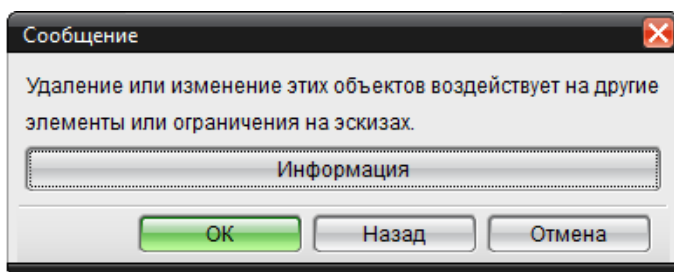 Сообщение
Удаление или изменение этих объектов воздействует на другие
элементы или ограничения на эскизах.
Информация
OK
Назад
Отмена